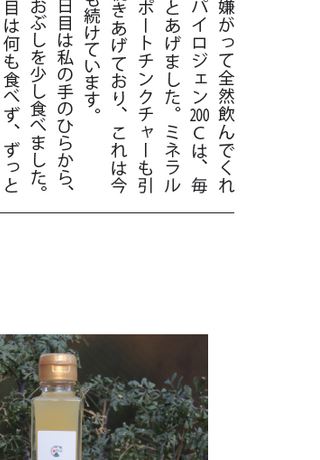 嫌がって全然飲んでくれ
パイロジェン200Cは、毎
とあげました。ミネラル
ポートチンクチャーも引
きあげており、これは今
も続けています。
日目は私の手のひらから、
おぶしを少し食べました。
目は何も食べず、ずっと